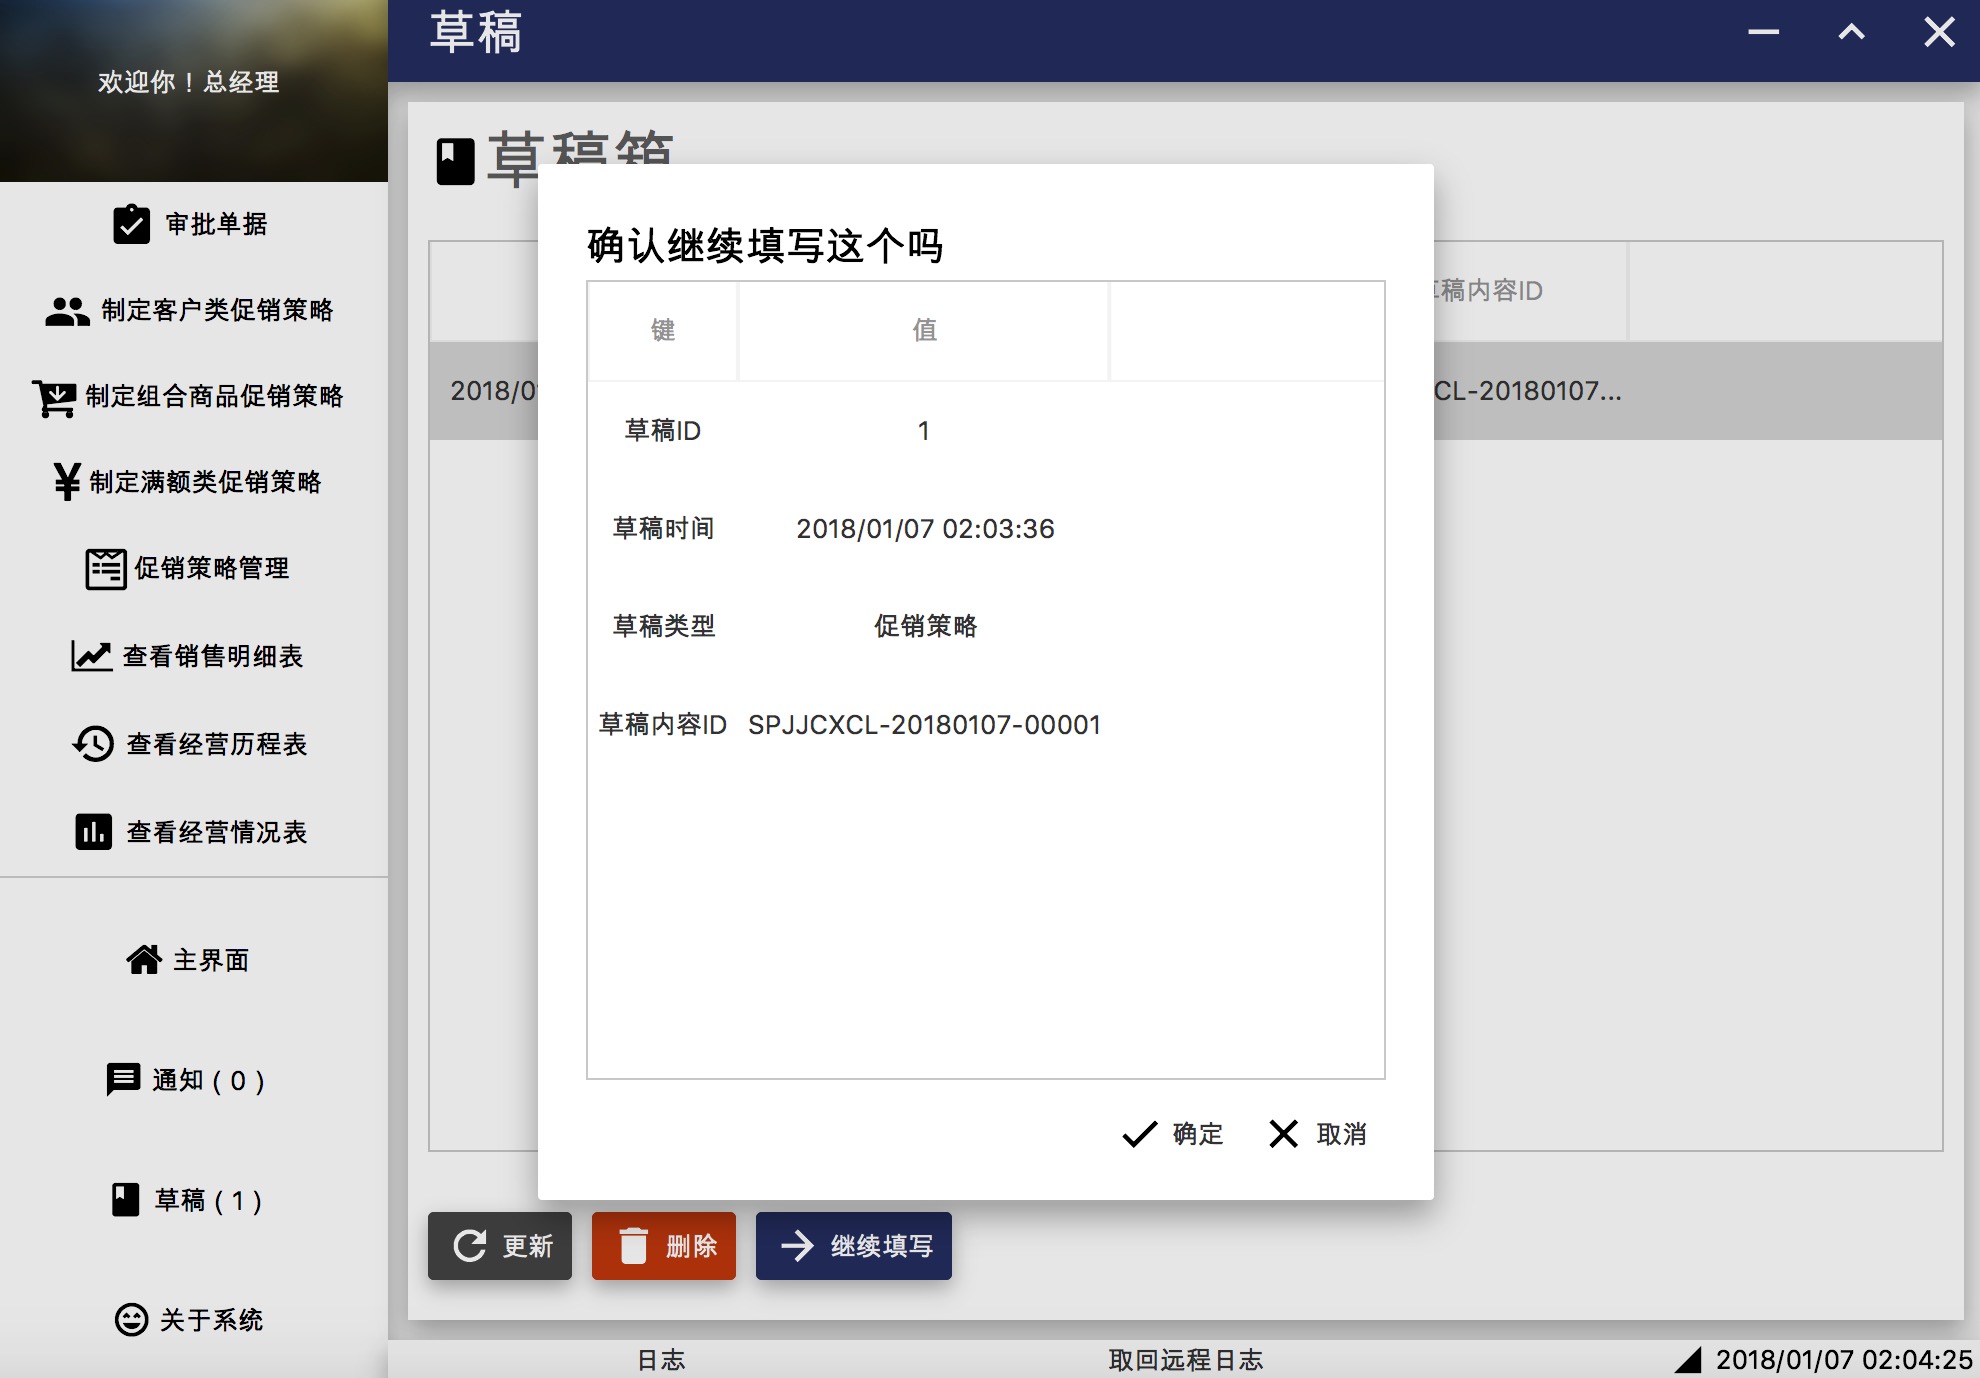 欢迎你！总经理
审批单据
制定客户类促销策略
制定组合商品促销策略
制定满额类促销策略
促销策略管理
查看销售明细表
查看经营历程表
查看经营情况表
主界面
通知 ( 0 )
草稿 ( 1 )
关于系统
草稿
草稿箱
稿内容ID
2018/0
CL-20180107...
确认继续填写这个吗
键 值
草稿ID 1
草稿时间 2018/01/07 02:03:36
草稿类型 促销策略
草稿内容ID SPJJCXCL-20180107-00001
确定 取消
更新 删除 继续填写
日志 取回远程日志 2018/01/07 02:04:25